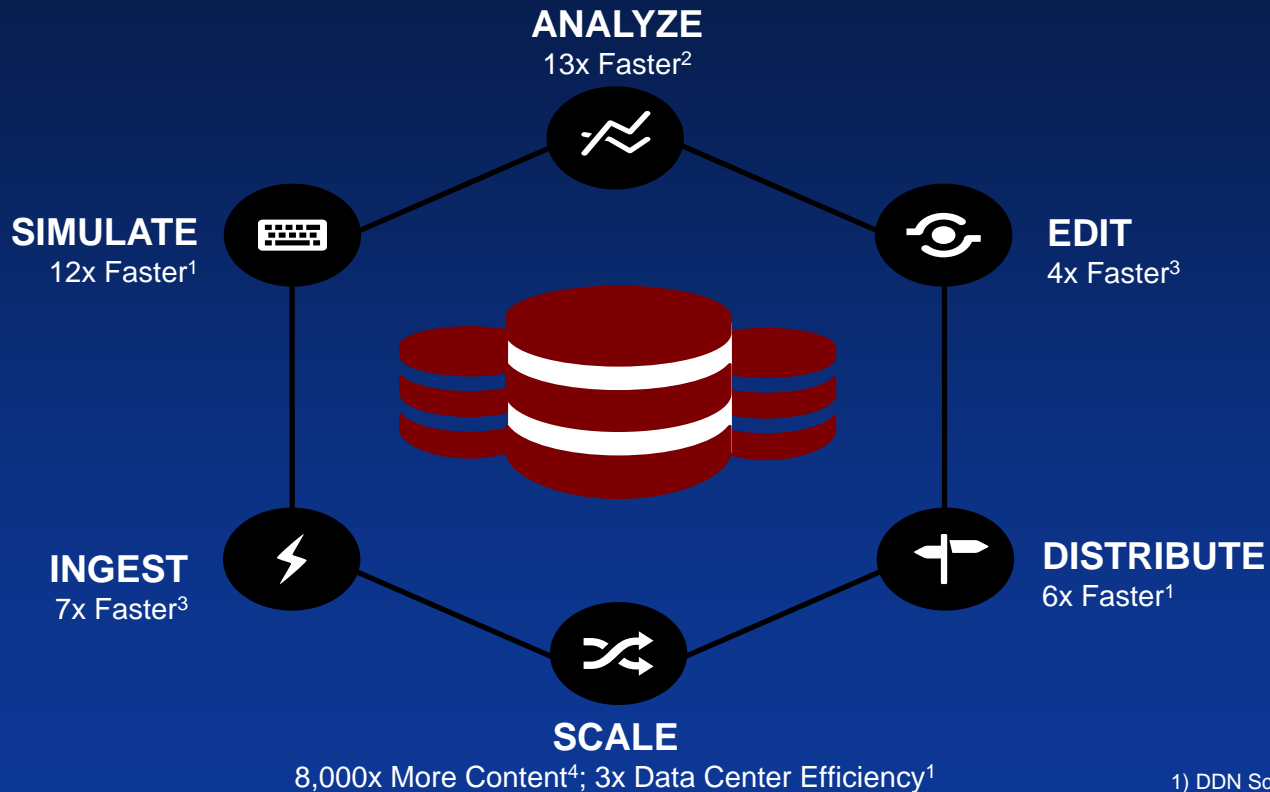 ANALYZE
13x Faster²
SIMULATE
12x Faster¹
EDIT
4x Faster³
INGEST
7x Faster³
DISTRIBUTE
6x Faster¹
SCALE
8,000x More Content⁴; 3x Data Center Efficiency¹
1) DDN